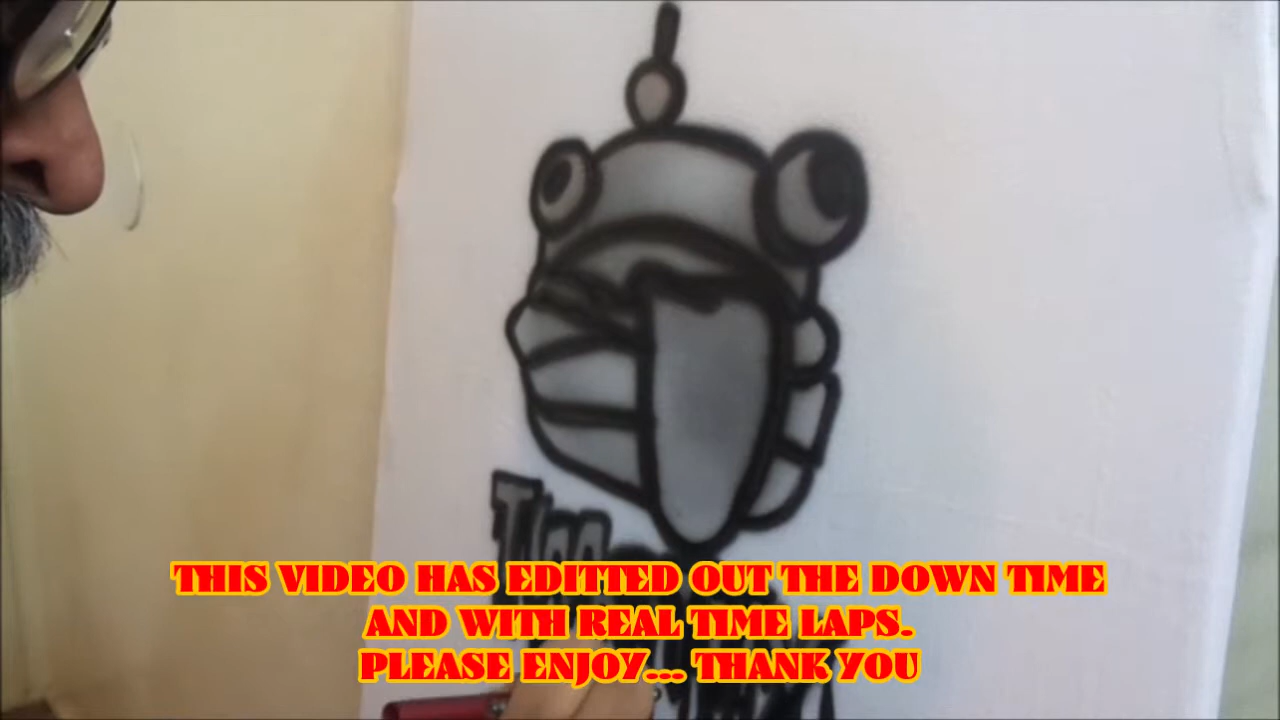 THIS VIDEO HAS EDITTED OUT THE DOWN TIME
AND WITH REAL TIME LAPS.
PLEASE ENJOY... THANK YOU